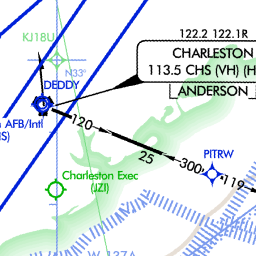 122.2 122.1R
KJ18U
CHARLESTON
N33°
113.5 CHS (VH) (H
DEDDY
ANDERSON
AFB/Intl
120
PITRW
25
300
119
Charleston Exec
(JZI)
W-137A